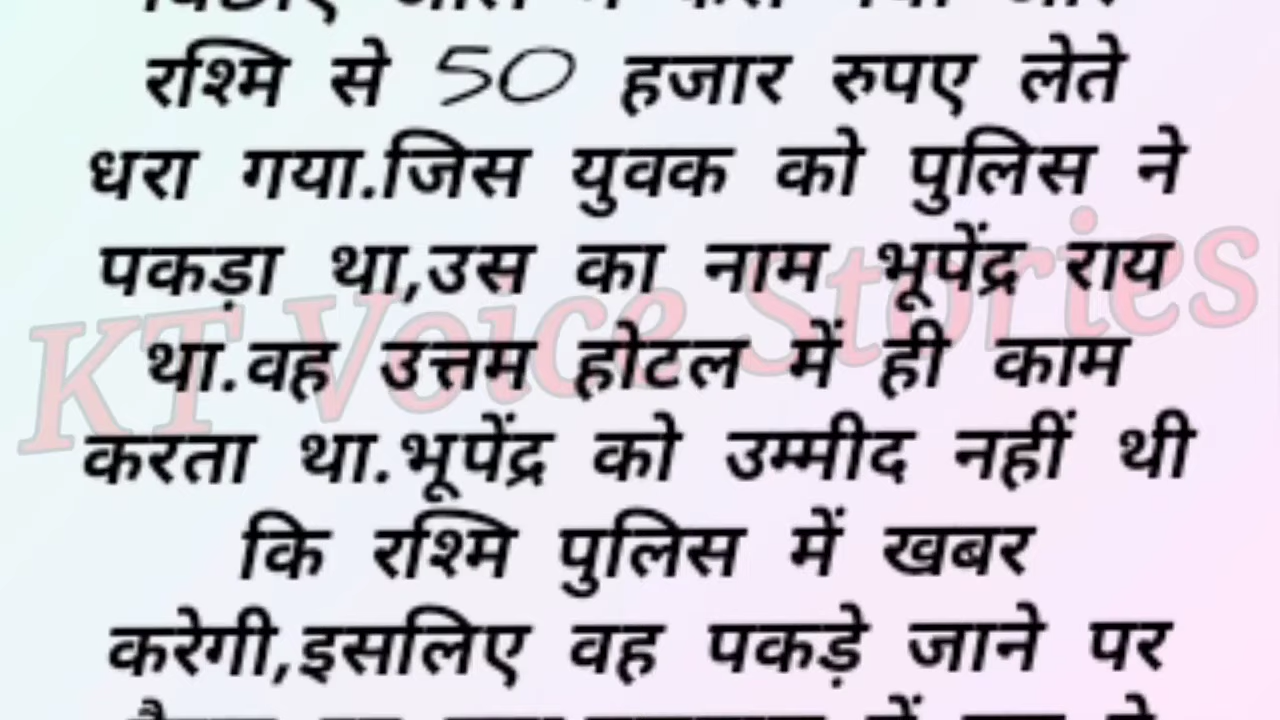 रश्मि से 50 हजार रुपए लेते
धरा गया.जिस युवक को पुलिस ने
पकड़ा था,उस का नाम भूपेंद्र राय
था.वह उत्तम होटल में ही काम
करता था.भूपेंद्र को उम्मीद नहीं थी
कि रश्मि पुलिस में खबर
करेगी,इसलिए वह पकड़े जाने पर
KT Voice Stories